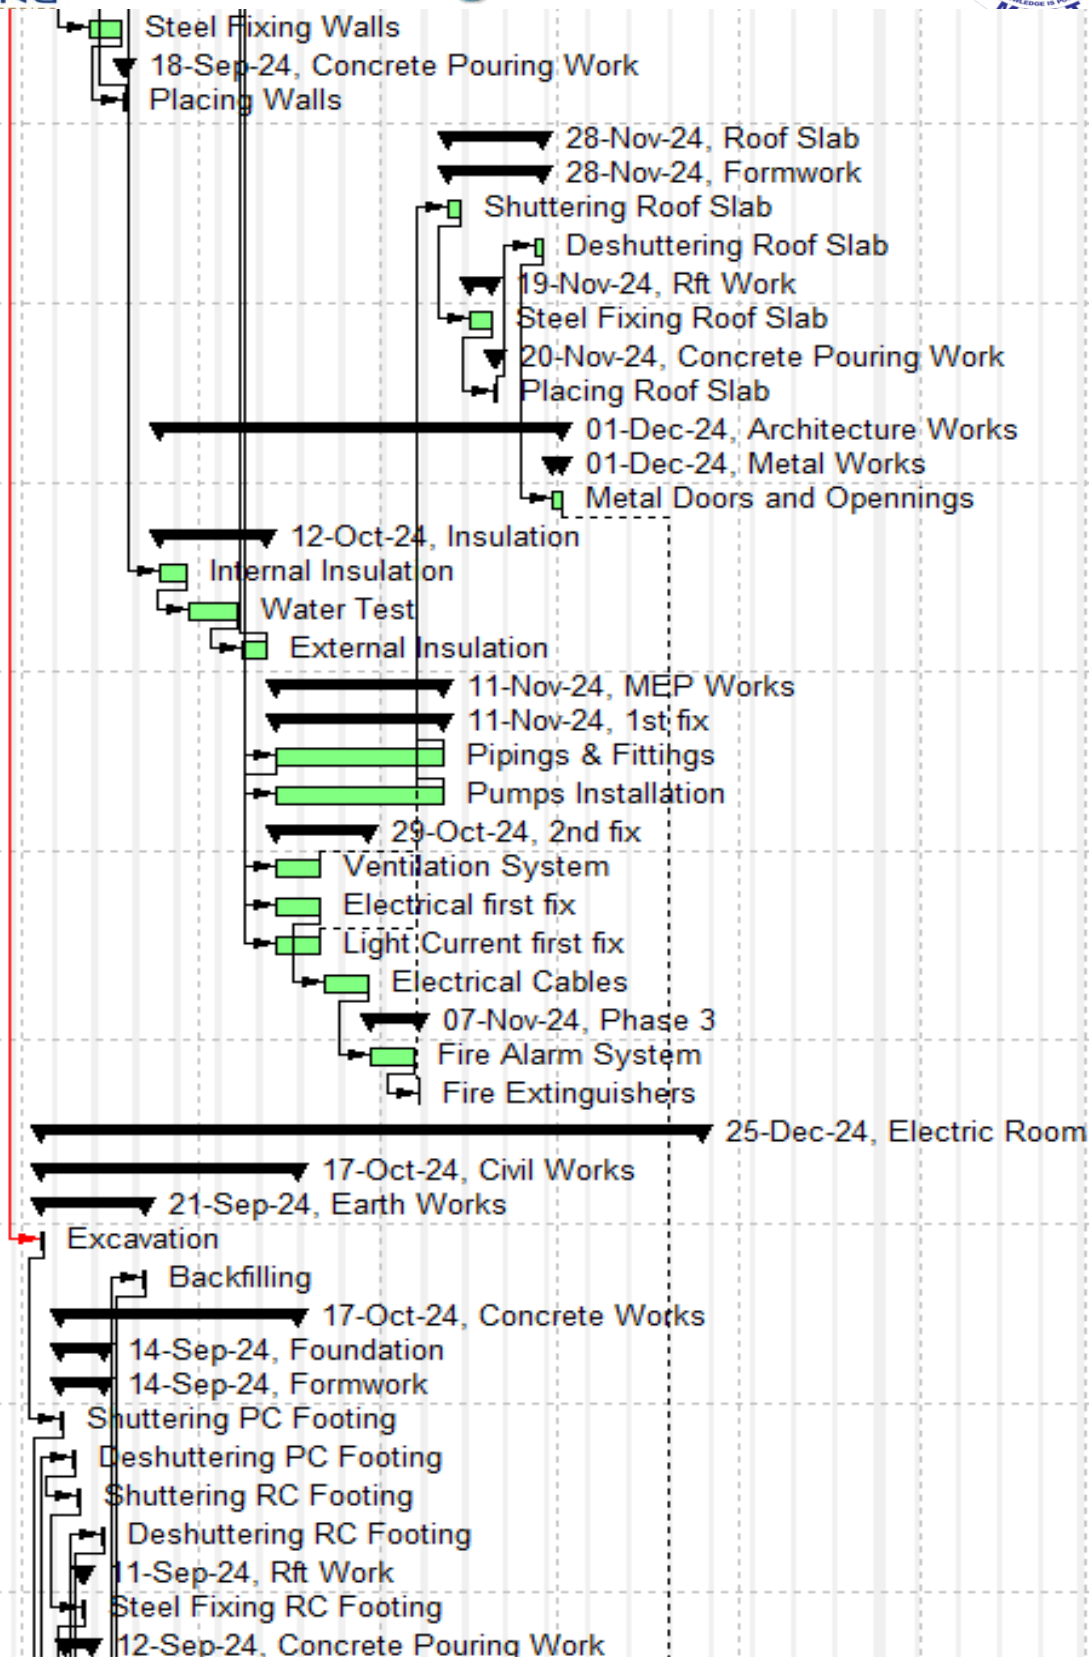 Steel Fixing Walls
18-Sep-24, Concrete Pouring Work
Placing Walls
28-Nov-24, Roof Slab
28-Nov-24, Formwork
Shuttering Roof Slab
Deshuttering Roof Slab
19-Nov-24, Rft Work
Steel Fixing Roof Slab
20-Nov-24, Concrete Pouring Work
Placing Roof Slab
01-Dec-24, Architecture Works
01-Dec-24, Metal Works
Metal Doors and Opennings
12-Oct-24, Insulation
Internal Insulation
Water Test
External Insulation
11-Nov-24, MEP Works
11-Nov-24, 1st fix
Pipings & Fittings
Pumps Installation
29-Oct-24, 2nd fix
Ventilation System
Electrical first fix
Light Current first fix
Electrical Cables
07-Nov-24, Phase 3
Fire Alarm System
Fire Extinguishers
25-Dec-24, Electric Room
17-Oct-24, Civil Works
21-Sep-24, Earth Works
Excavation
Backfilling
17-Oct-24, Concrete Works
14-Sep-24, Foundation
14-Sep-24, Formwork
Shuttering PC Footing
Deshuttering PC Footing
Shuttering RC Footing
Deshuttering RC Footing
11-Sep-24, Rft Work
Steel Fixing RC Footing
12-Sep-24, Concrete Pouring Work